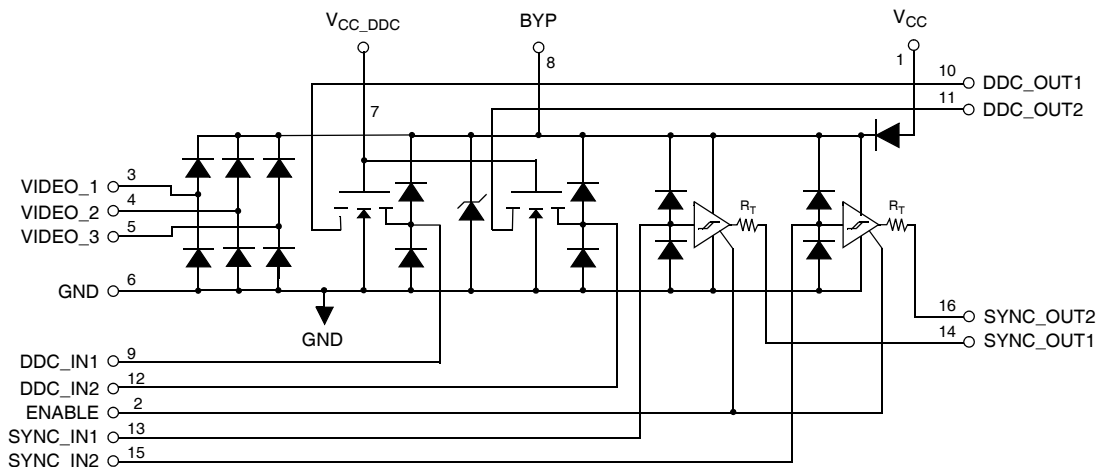 V_CC_DDC
BYP
V_CC
8
1
10
DDC_OUT1
11
DDC_OUT2
7
VIDEO_1
3
VIDEO_2
4
VIDEO_3
5
R_T
R_T
GND
6
GND
16
SYNC_OUT2
14
SYNC_OUT1
DDC_IN1
9
DDC_IN2
12
ENABLE
2
SYNC_IN1
13
SYNC_IN2
15